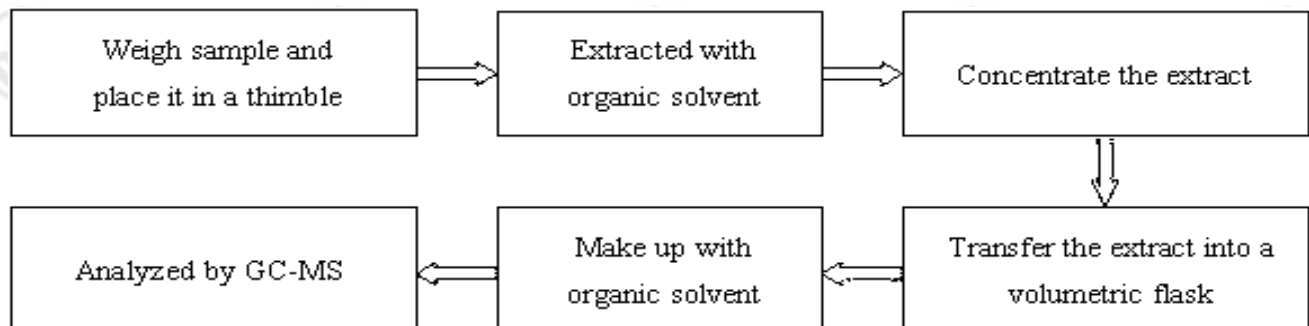 Weigh sample and
place it in a thimble
Extracted with
organic solvent
Concentrate the extract
Transfer the extract into a
volumetric flask
Make up with
organic solvent
Analyzed by GC-MS